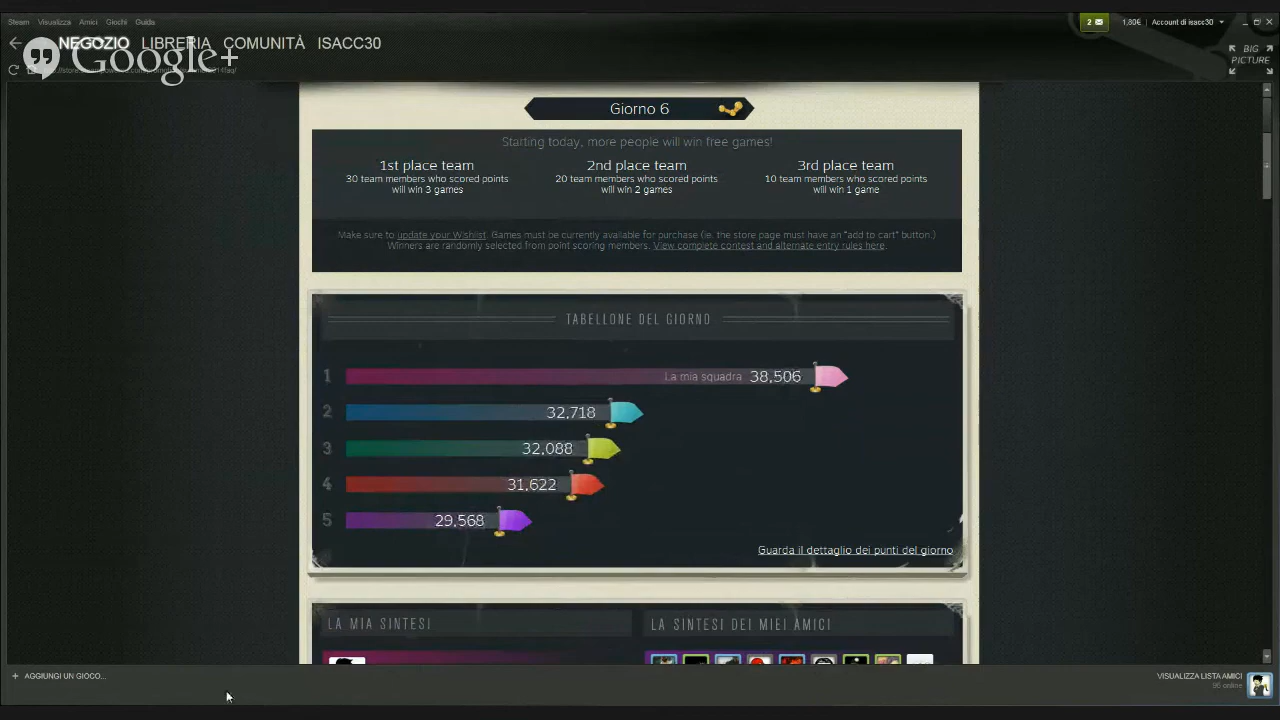 Steam Visualizza Amici Giochi Guida
2 1,80€ Account di isacc30
NEGOZIO LIBRERIA COMUNITÀ ISACC30
Google+
BIG PICTURE
Giorno 6
Starting today, more people will win free games!
1st place team
30 team members who scored points
will win 3 games
2nd place team
20 team members who scored points
will win 2 games
3rd place team
10 team members who scored points
will win 1 game
Make sure to update your Wishlist. Games must be currently available for purchase (ie. the store page must have an "add to cart" button.)
Winners are randomly selected from point scoring members. View complete contest and alternate entry rules here.
TABELLONE DEL GIORNO
1 La mia squadra 38,506
2 32,718
3 32,088
4 31,622
5 29,568
Guarda il dettaglio dei punti del giorno
LA MIA SINTESI
LA SINTESI DEI MIEI AMICI
+ AGGIUNGI UN GIOCO...
VISUALIZZA LISTA AMICI